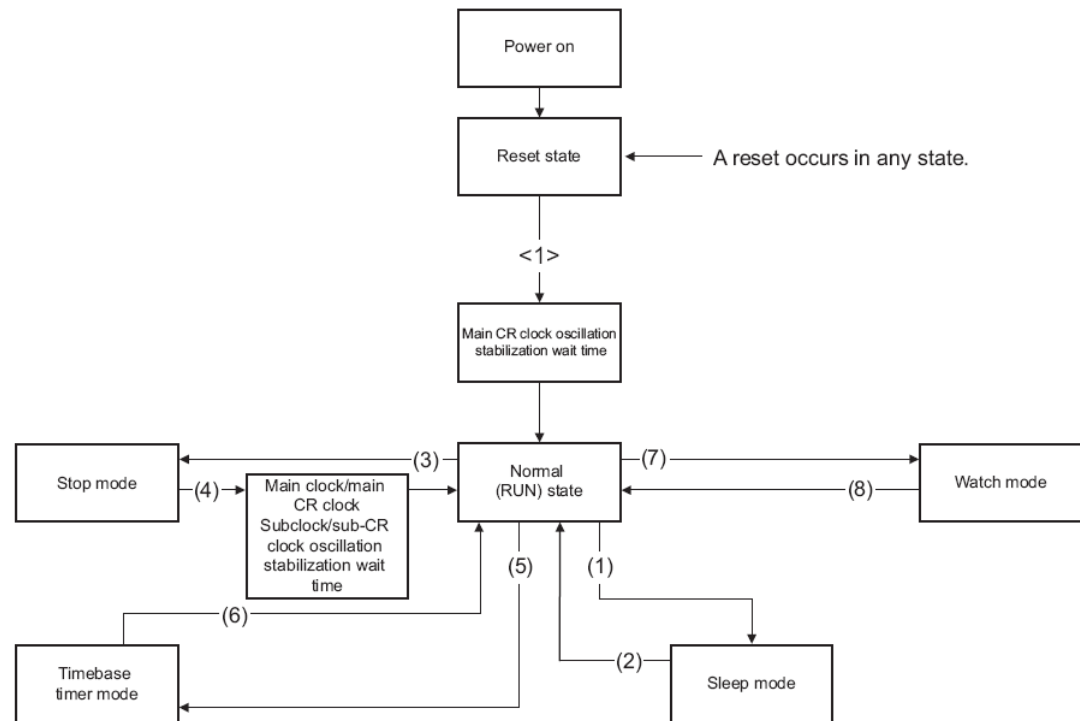 Power on
Reset state
A reset occurs in any state.
<1>
Main CR clock oscillation
stabilization wait time
Stop mode
(3)
(4)
Main clock/main
CR clock
Subclock/sub-CR
clock oscillation
stabilization wait
time
Normal
(RUN) state
(7)
(8)
Watch mode
(5)
(1)
(6)
(2)
Timebase
timer mode
Sleep mode